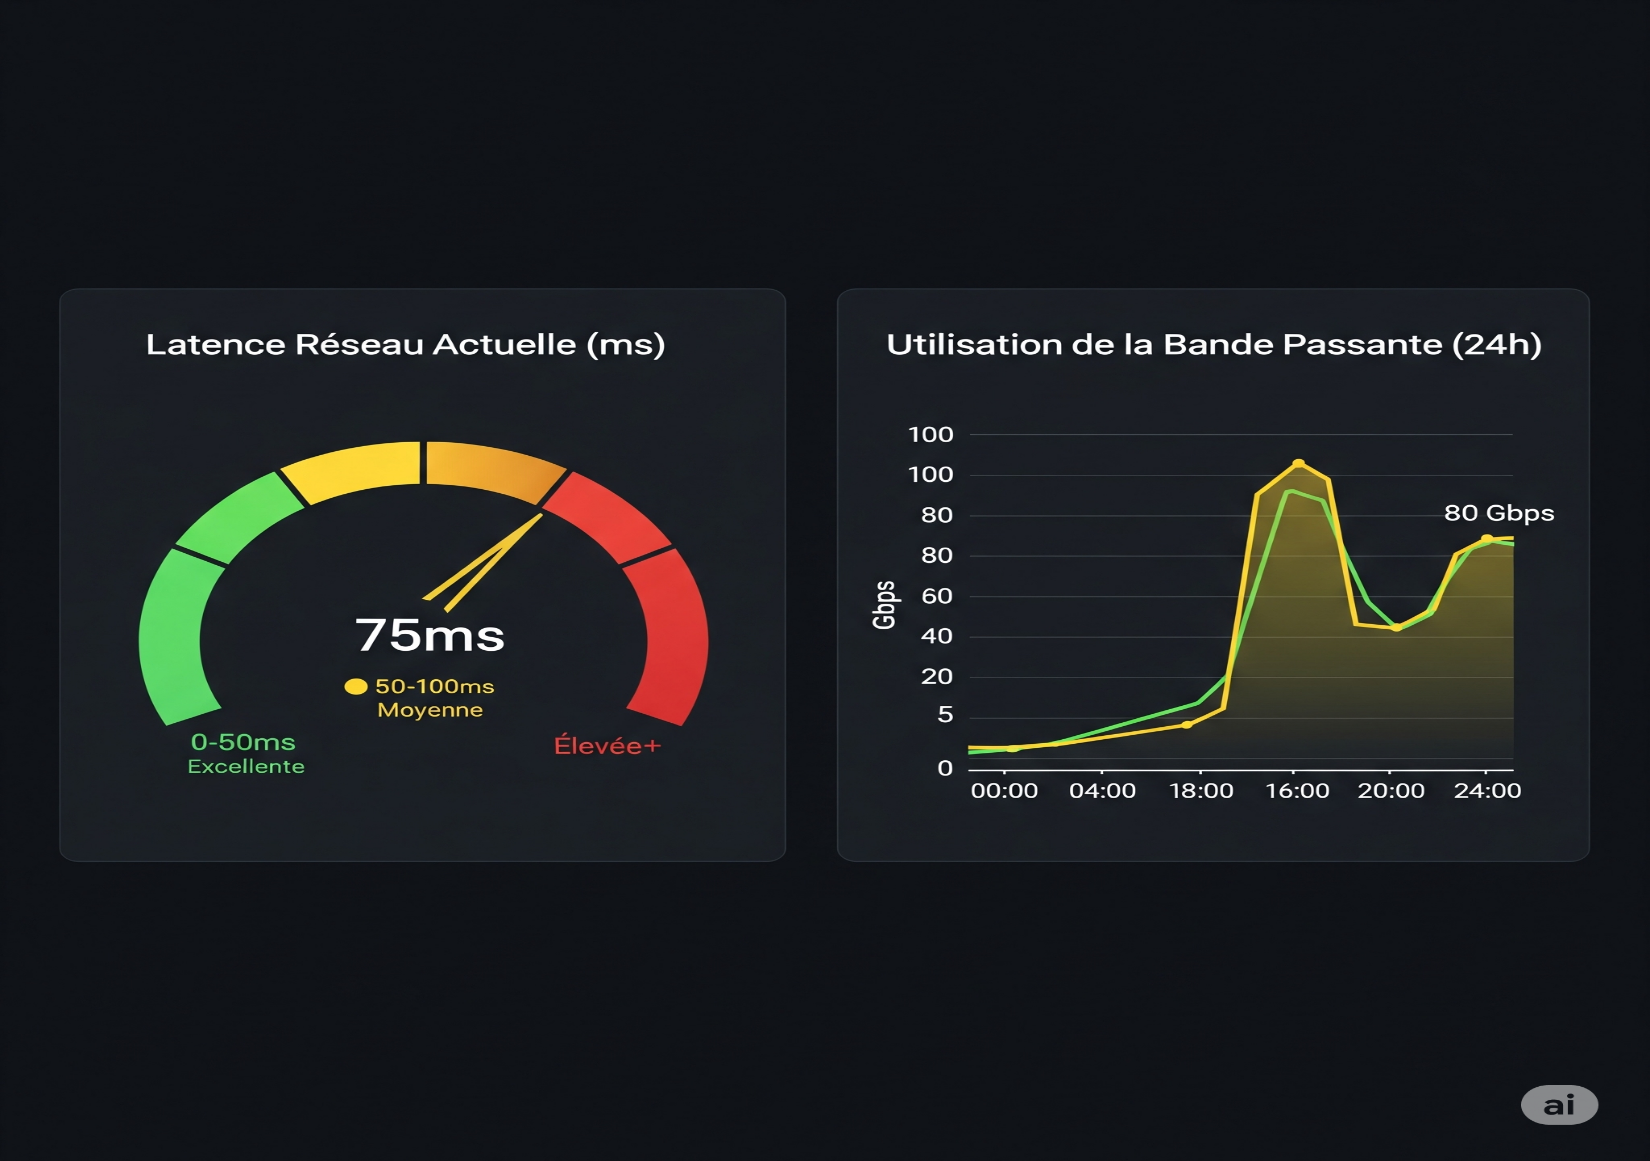 Latence Réseau Actuelle (ms)
75ms
50-100ms
Moyenne
0-50ms
Excellente
Élevée+
Utilisation de la Bande Passante (24h)
Gbps
100
100
80
80
60
40
20
5
0
80 Gbps
00:00 04:00 18:00 16:00 20:00 24:00
ai